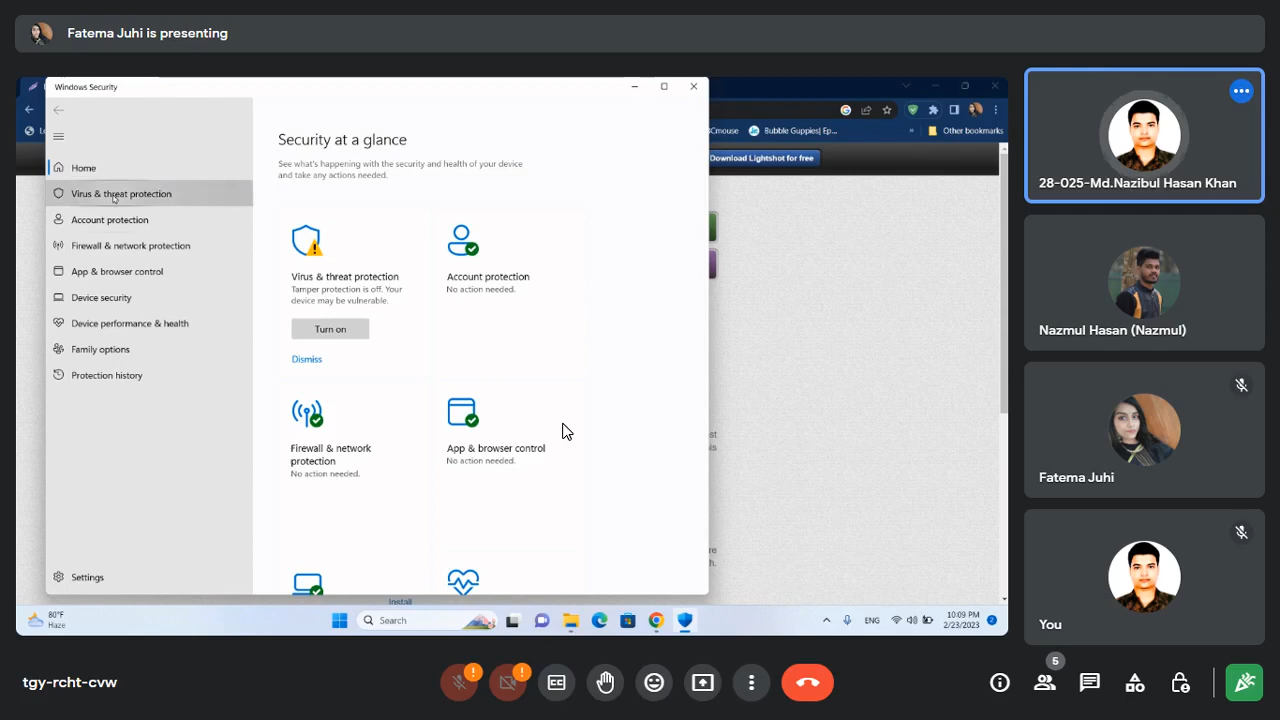 Fatema Juhi is presenting
Windows Security
Cmouse
Bubble Guppies| Ep...
»
Other bookmarks
Download Lightshot for free
Home
Virus & threat protection
Account protection
Firewall & network protection
App & browser control
Device security
Device performance & health
Family options
Protection history
Settings
Security at a glance
See what's happening with the security and health of your device
and take any actions needed.
Virus & threat protection
Tamper protection is off. Your
device may be vulnerable.
Turn on
Dismiss
Account protection
No action needed.
Firewall & network
protection
No action needed.
App & browser control
No action needed.
Install
80°F
Haze
Search
ENG
10:09 PM
2/23/2023
2
28-025-Md.Nazibul Hasan Khan
Nazmul Hasan (Nazmul)
Fatema Juhi
You
tgy-rcht-cvw
5